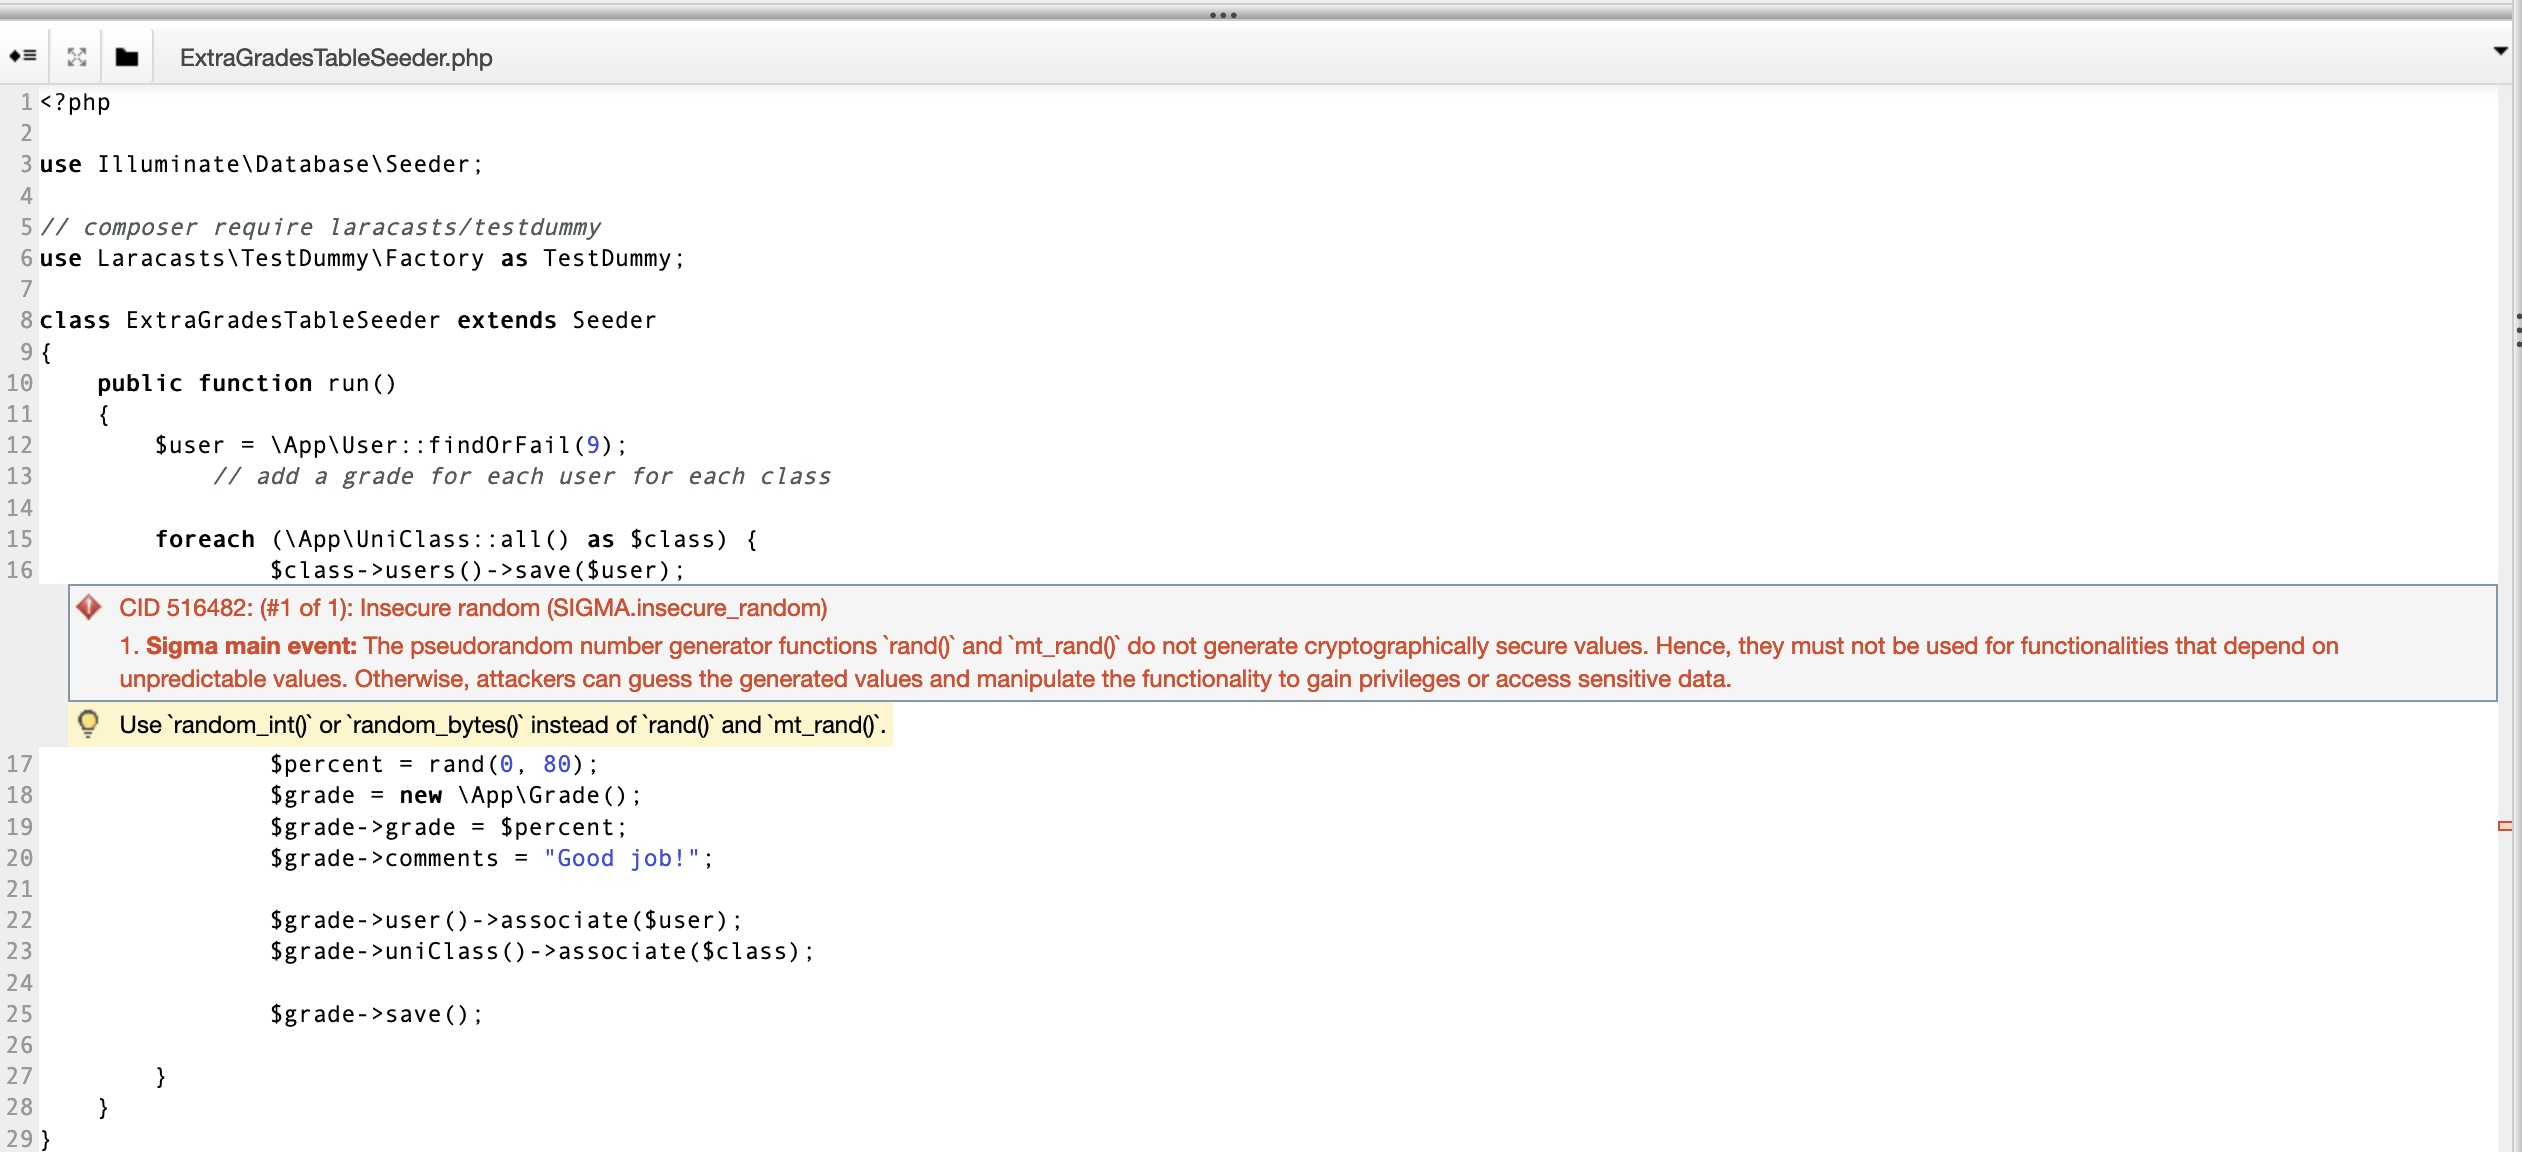 ExtraGradesTableSeeder.php
1 <?php
2
3 use Illuminate\Database\Seeder;
4
5 // composer require laracasts/testdummy
6 use Laracasts\TestDummy\Factory as TestDummy;
7
8 class ExtraGradesTableSeeder extends Seeder
9 {
10     public function run()
11     {
12         $user = \App\User::findOrFail(9);
13             // add a grade for each user for each class
14
15         foreach (\App\UniClass::all() as $class) {
16                 $class->users()->save($user);
CID 516482: (#1 of 1): Insecure random (SIGMA.insecure_random)
1. Sigma main event: The pseudorandom number generator functions `rand()` and `mt_rand()` do not generate cryptographically secure values. Hence, they must not be used for functionalities that depend on
unpredictable values. Otherwise, attackers can guess the generated values and manipulate the functionality to gain privileges or access sensitive data.
Use `random_int()` or `random_bytes()` instead of `rand()` and `mt_rand()`.
17                 $percent = rand(0, 80);
18                 $grade = new \App\Grade();
19                 $grade->grade = $percent;
20                 $grade->comments = "Good job!";
21
22                 $grade->user()->associate($user);
23                 $grade->uniClass()->associate($class);
24
25                 $grade->save();
26
27         }
28     }
29 }